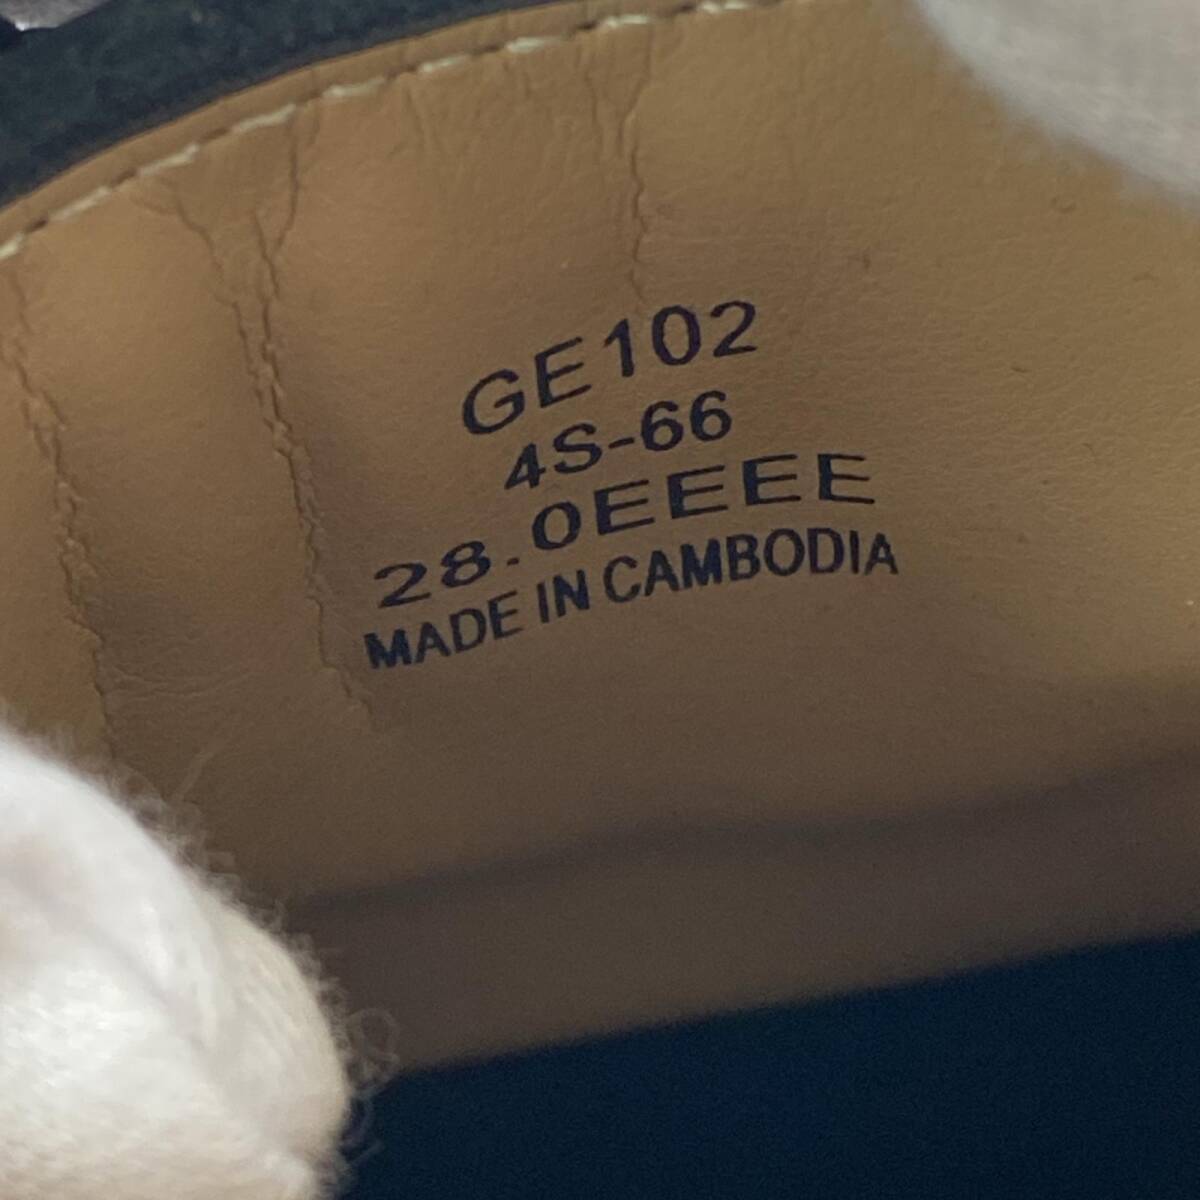 GE102
4S-66
28.0EEEE
MADE IN CAMBODIA